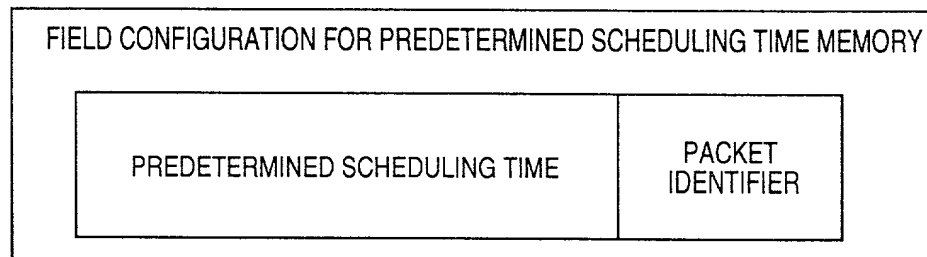 FIELD CONFIGURATION FOR PREDETERMINED SCHEDULING TIME MEMORY
PREDETERMINED SCHEDULING TIME
PACKET
IDENTIFIER